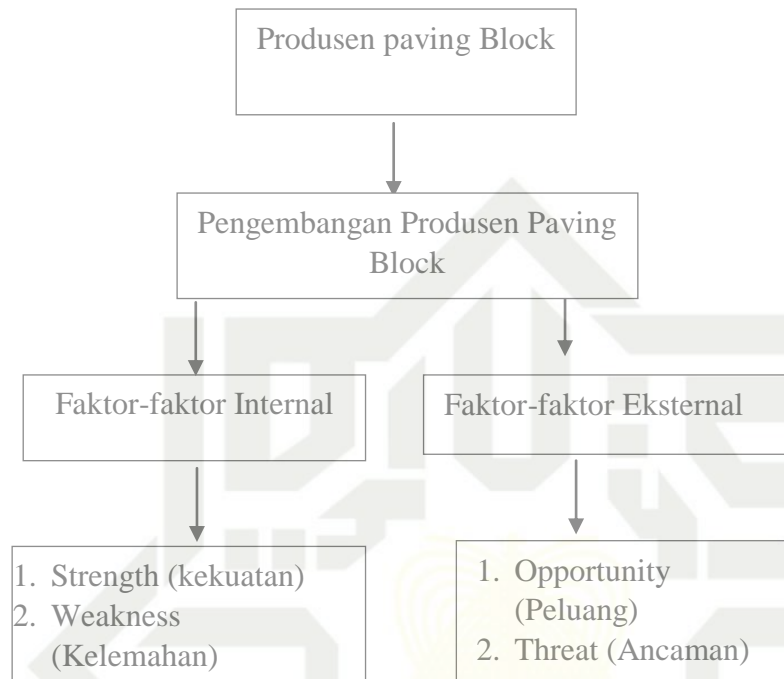 Produsen paving Block
Pengembangan Produsen Paving
Block
Faktor-faktor Internal
Faktor-faktor Eksternal
1. Strength (kekuatan)
2. Weakness
(Kelemahan)
1. Opportunity
(Peluang)
2. Threat (Ancaman)